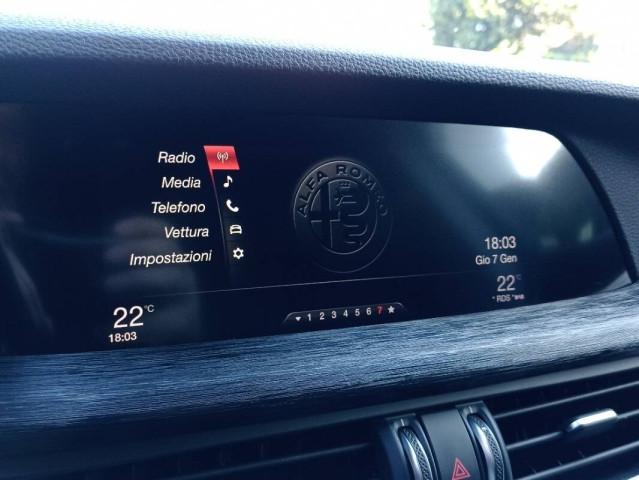 Radio
Media
Telefono
Vettura
Impostazioni
ALFA ROMEO
18:03
Gio 7 Gen
22°C
18:03
1 2 3 4 5 6 7
22°C
* RDS *